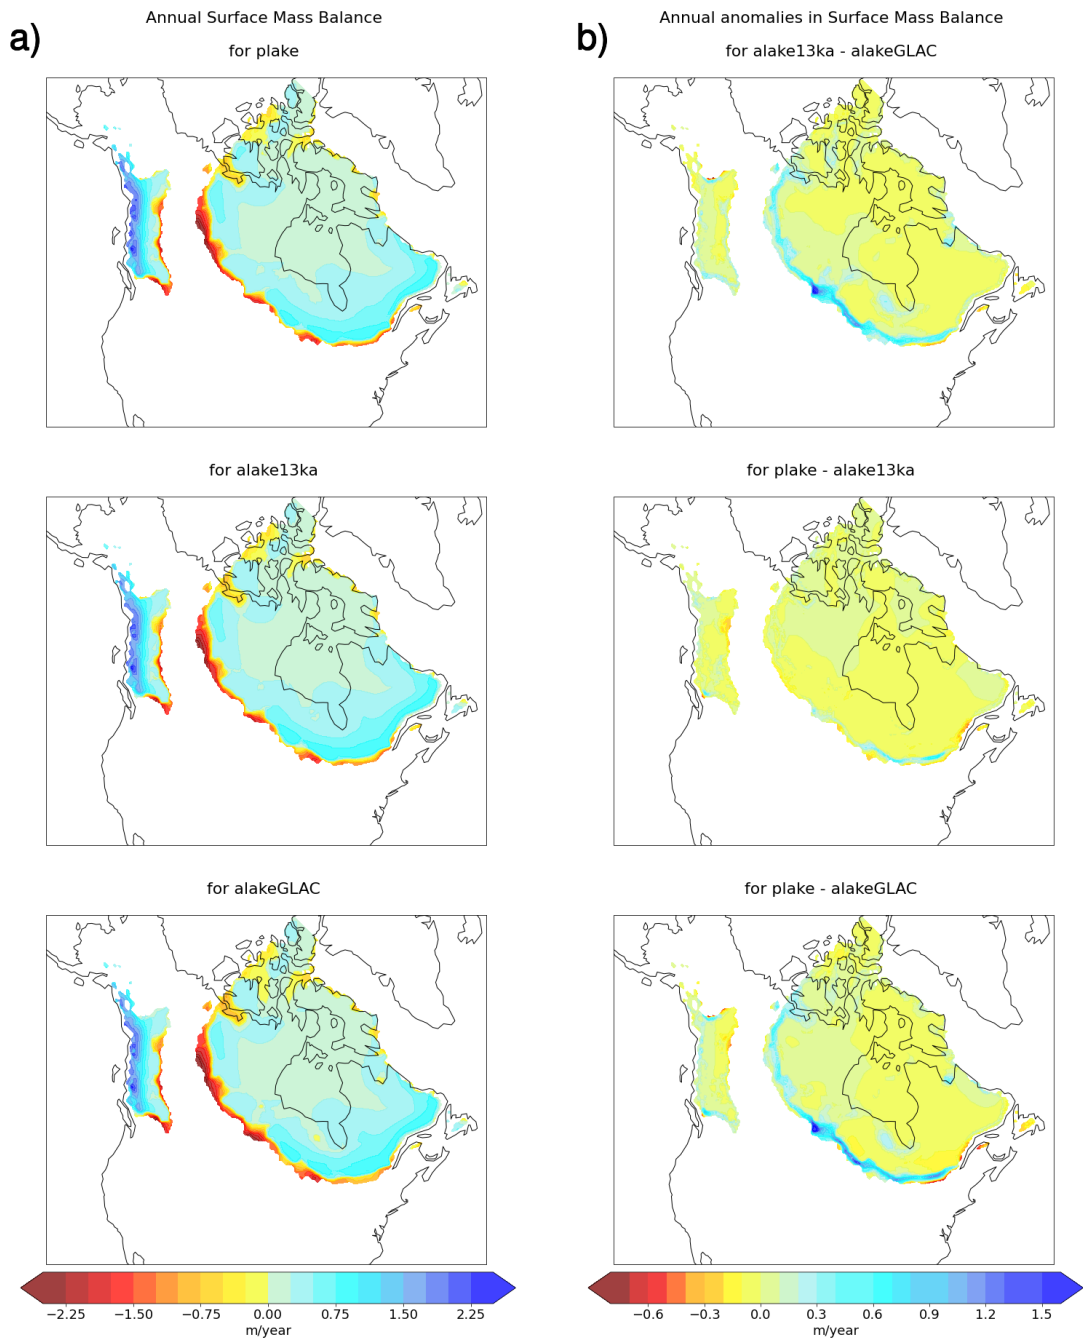 a)
Annual Surface Mass Balance
for plake
b)
Annual anomalies in Surface Mass Balance
for alake13ka - alakeGLAC
for alake13ka
for plake - alake13ka
for alakeGLAC
for plake - alakeGLAC
−2.25 −1.50 −0.75 0.00 0.75 1.50 2.25
m/year
−0.6 −0.3 0.0 0.3 0.6 0.9 1.2 1.5
m/year